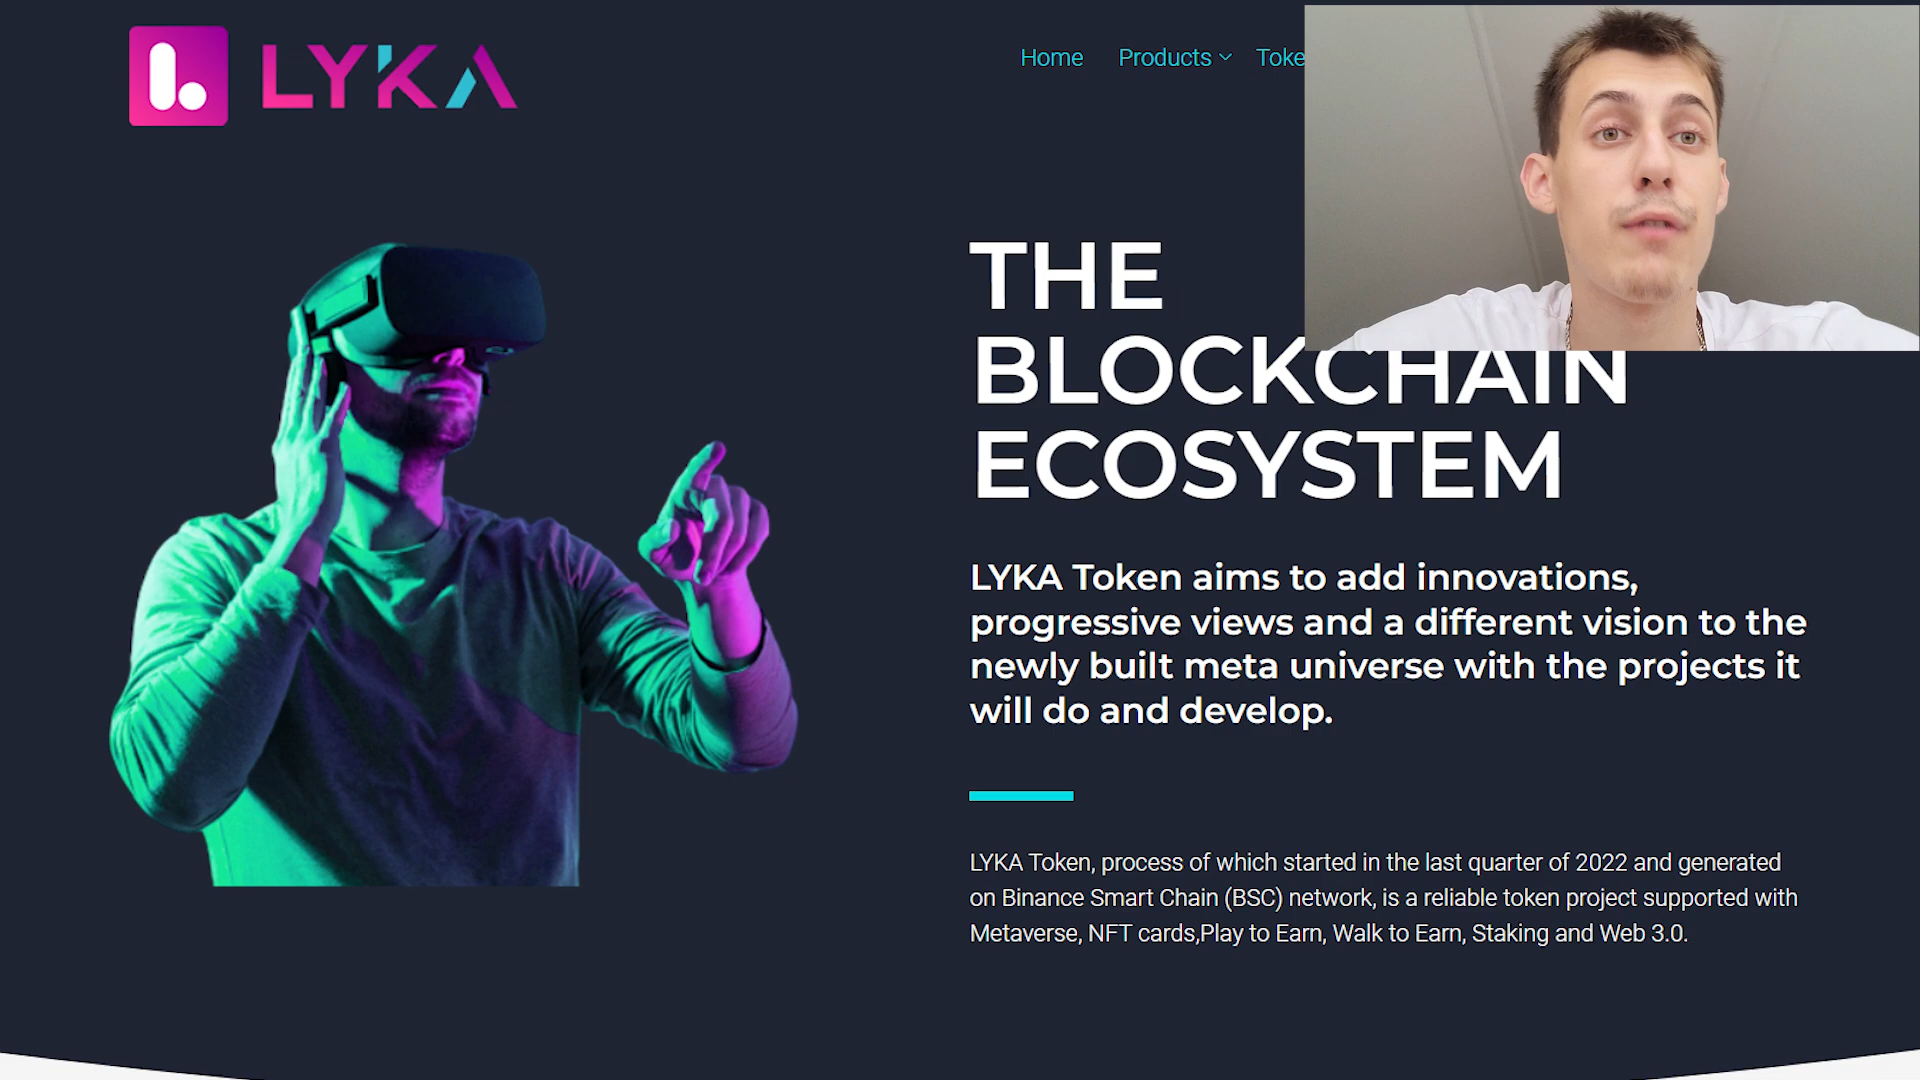 LYKA
Home Products
THE
BLOCKCHAIN
ECOSYSTEM
LYKA Token aims to add innovations,
progressive views and a different vision to the
newly built meta universe with the projects it
will do and develop.
LYKA Token, process of which started in the last quarter of 2022 and generated
on Binance Smart Chain (BSC) network, is a reliable token project supported with
Metaverse, NFT cards,Play to Earn, Walk to Earn, Staking and Web 3.0.